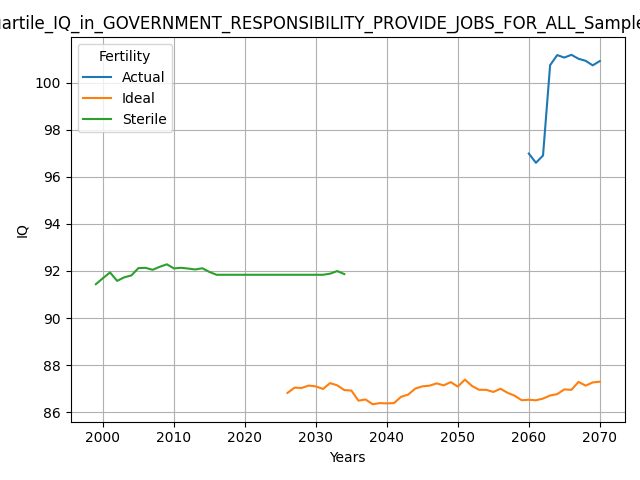 artile_IQ_in_GOVERNMENT_RESPONSIBILITY_PROVIDE_JOBS_FOR_ALL_Sample
Fertility
Actual
Ideal
Sterile
IQ
100
98
96
94
92
90
88
86
2000 2010 2020 2030 2040 2050 2060 2070
Years